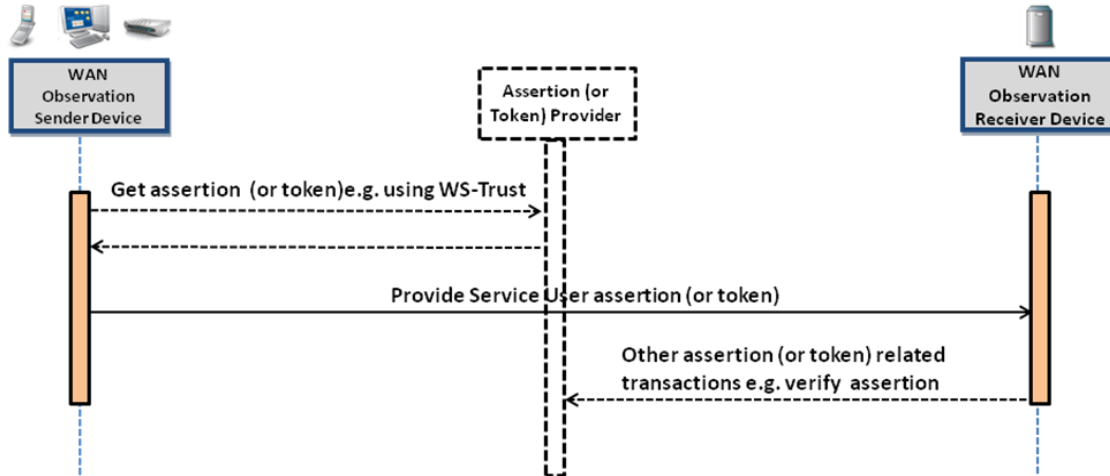 WAN
Observation
Sender Device
Assertion (or
Token) Provider
WAN
Observation
Receiver Device
Get assertion (or token)e.g. using WS-Trust
Provide Service User assertion (or token)
Other assertion (or token) related
transactions e.g. verify assertion